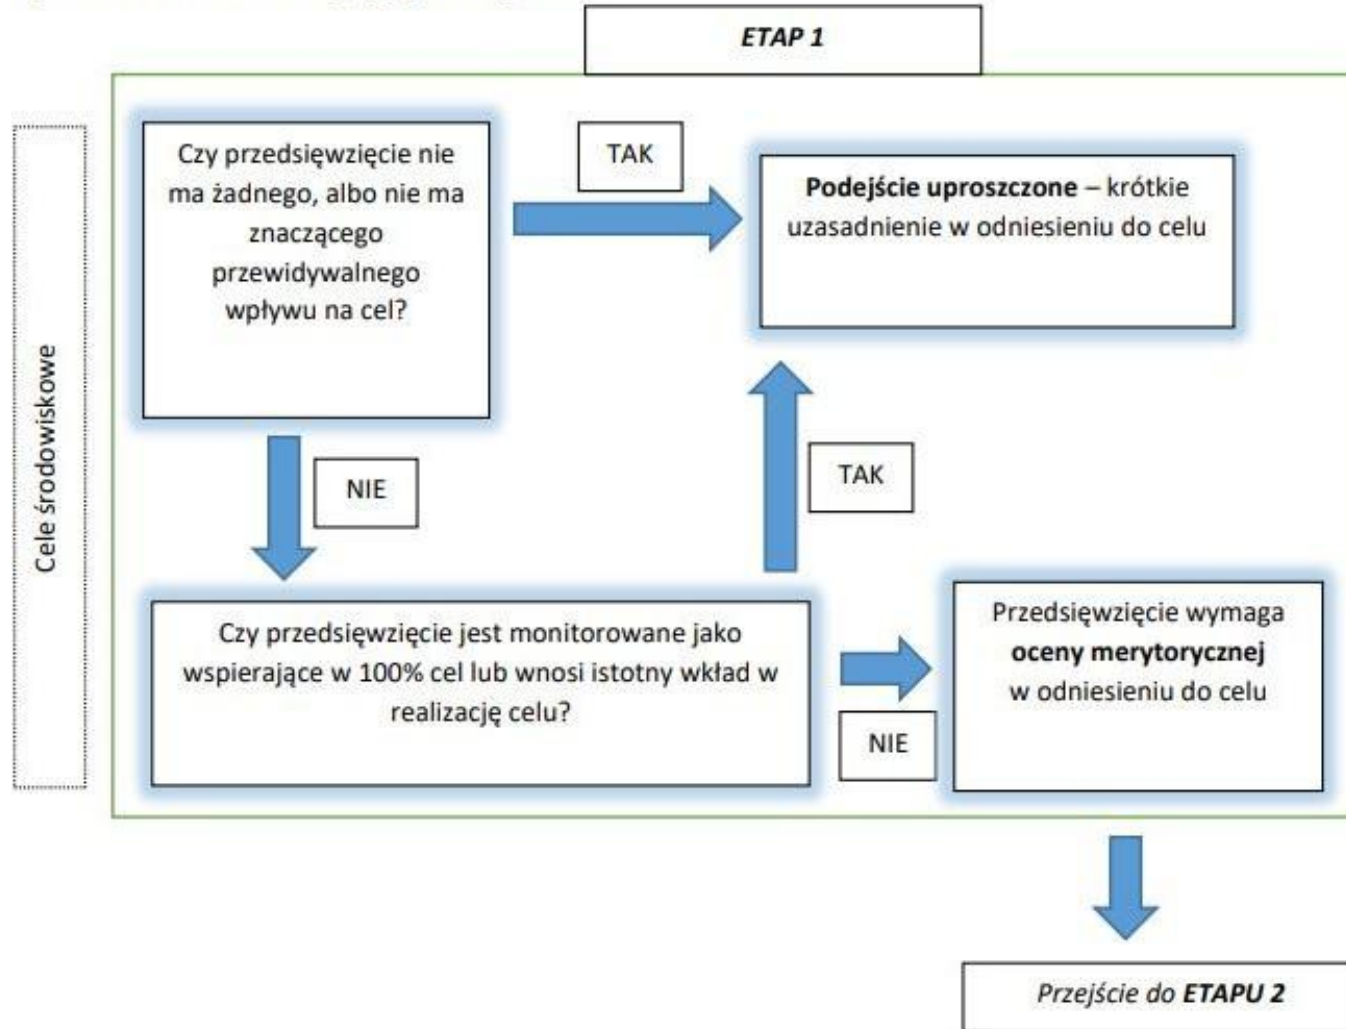 ETAP 1
Cele środowiskowe
Czy przedsięwzięcie nie
ma żadnego, albo nie ma
znaczącego
przewidywalnego
wpływu na cel?
TAK
Podejście uproszczone – krótkie
uzasadnienie w odniesieniu do celu
NIE
TAK
Czy przedsięwzięcie jest monitorowane jako
wspierające w 100% cel lub wnosi istotny wkład w
realizację celu?
NIE
Przedsięwzięcie wymaga
oceny merytorycznej
w odniesieniu do celu
Przejście do ETAPU 2